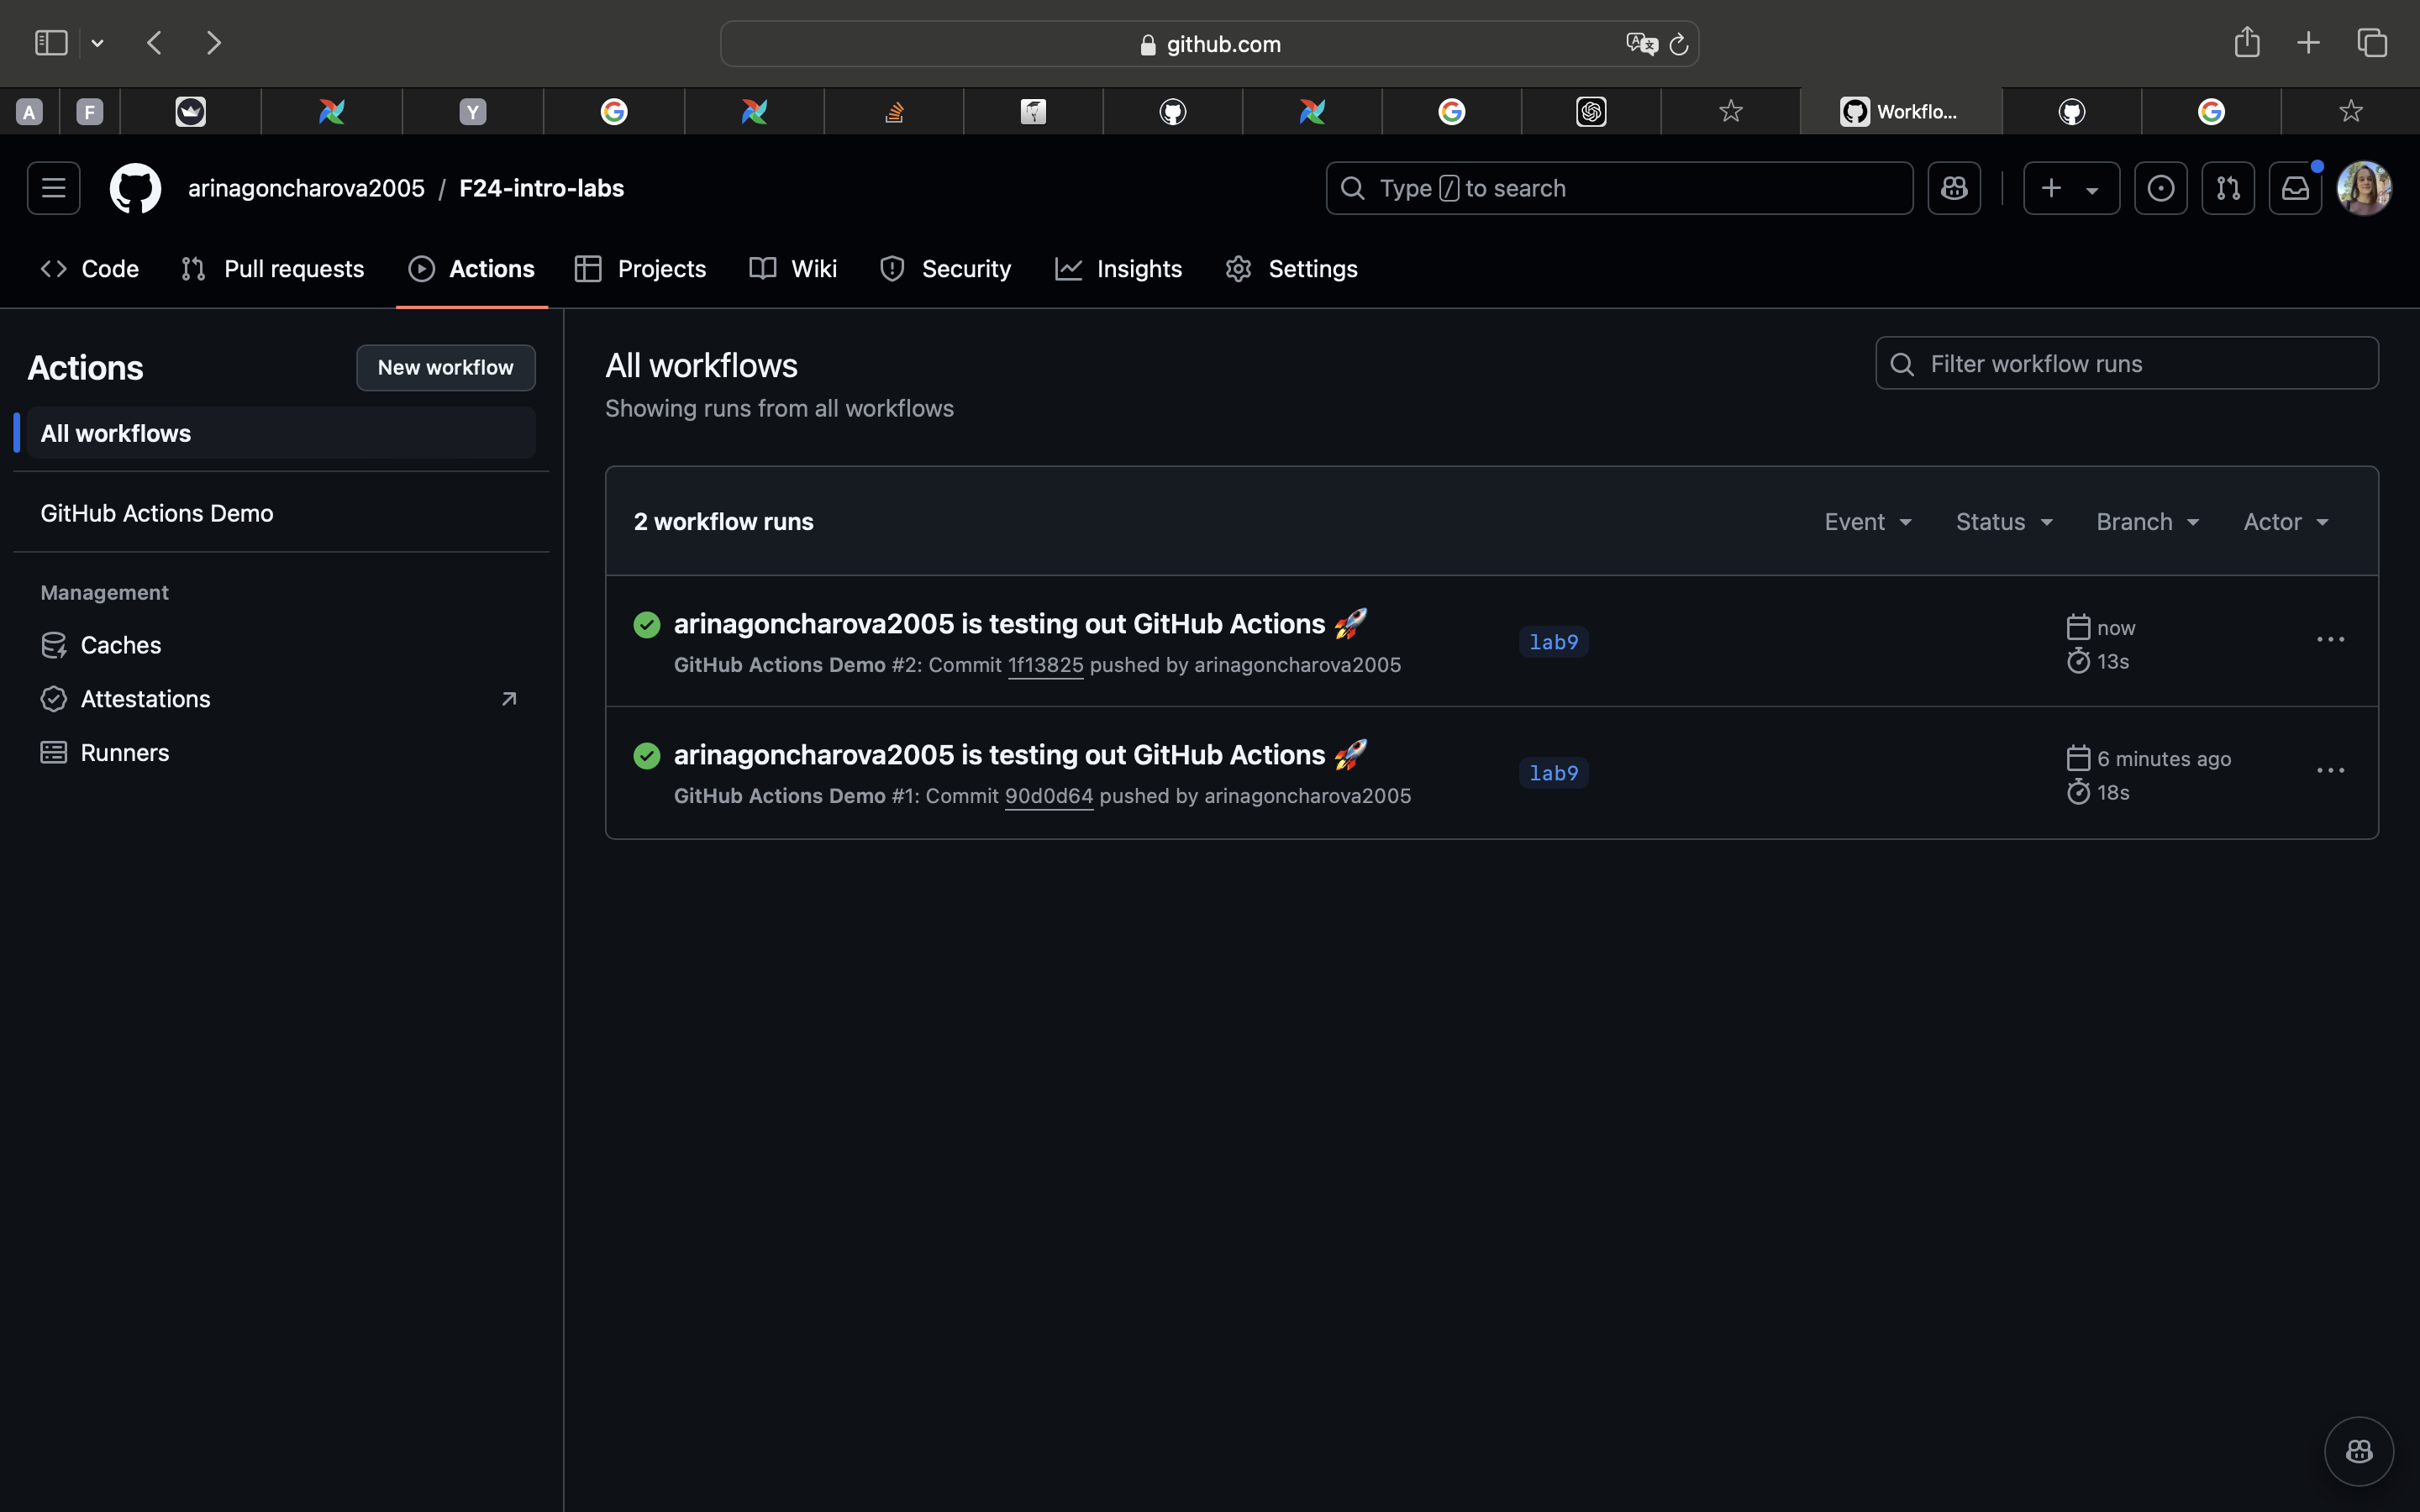 github.com
A
F
Y
Workflo...
arinagoncharova2005 / F24-intro-labs
Type / to search
Code
Pull requests
Actions
Projects
Wiki
Security
Insights
Settings
Actions
New workflow
All workflows
GitHub Actions Demo
Management
Caches
Attestations
Runners
All workflows
Showing runs from all workflows
Filter workflow runs
2 workflow runs
Event
Status
Branch
Actor
arinagoncharova2005 is testing out GitHub Actions 🚀
GitHub Actions Demo #2: Commit 1f13825 pushed by arinagoncharova2005
lab9
now
13s
arinagoncharova2005 is testing out GitHub Actions 🚀
GitHub Actions Demo #1: Commit 90d0d64 pushed by arinagoncharova2005
lab9
6 minutes ago
18s